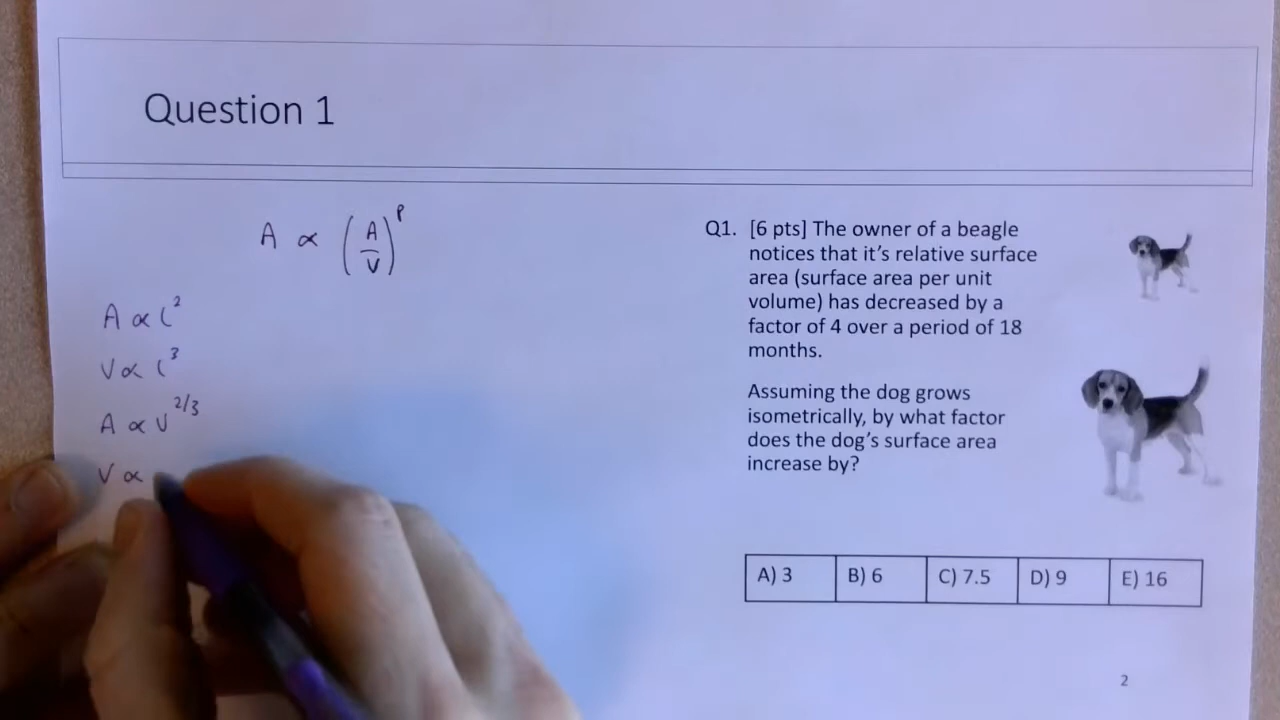 Question 1
A ∝ (A/V)^p
A ∝ L^2
V ∝ L^3
A ∝ V^2/3
V ∝
Q1. [6 pts] The owner of a beagle
notices that it's relative surface
area (surface area per unit
volume) has decreased by a
factor of 4 over a period of 18
months.
Assuming the dog grows
isometrically, by what factor
does the dog's surface area
increase by?
A) 3 B) 6 C) 7.5 D) 9 E) 16
2